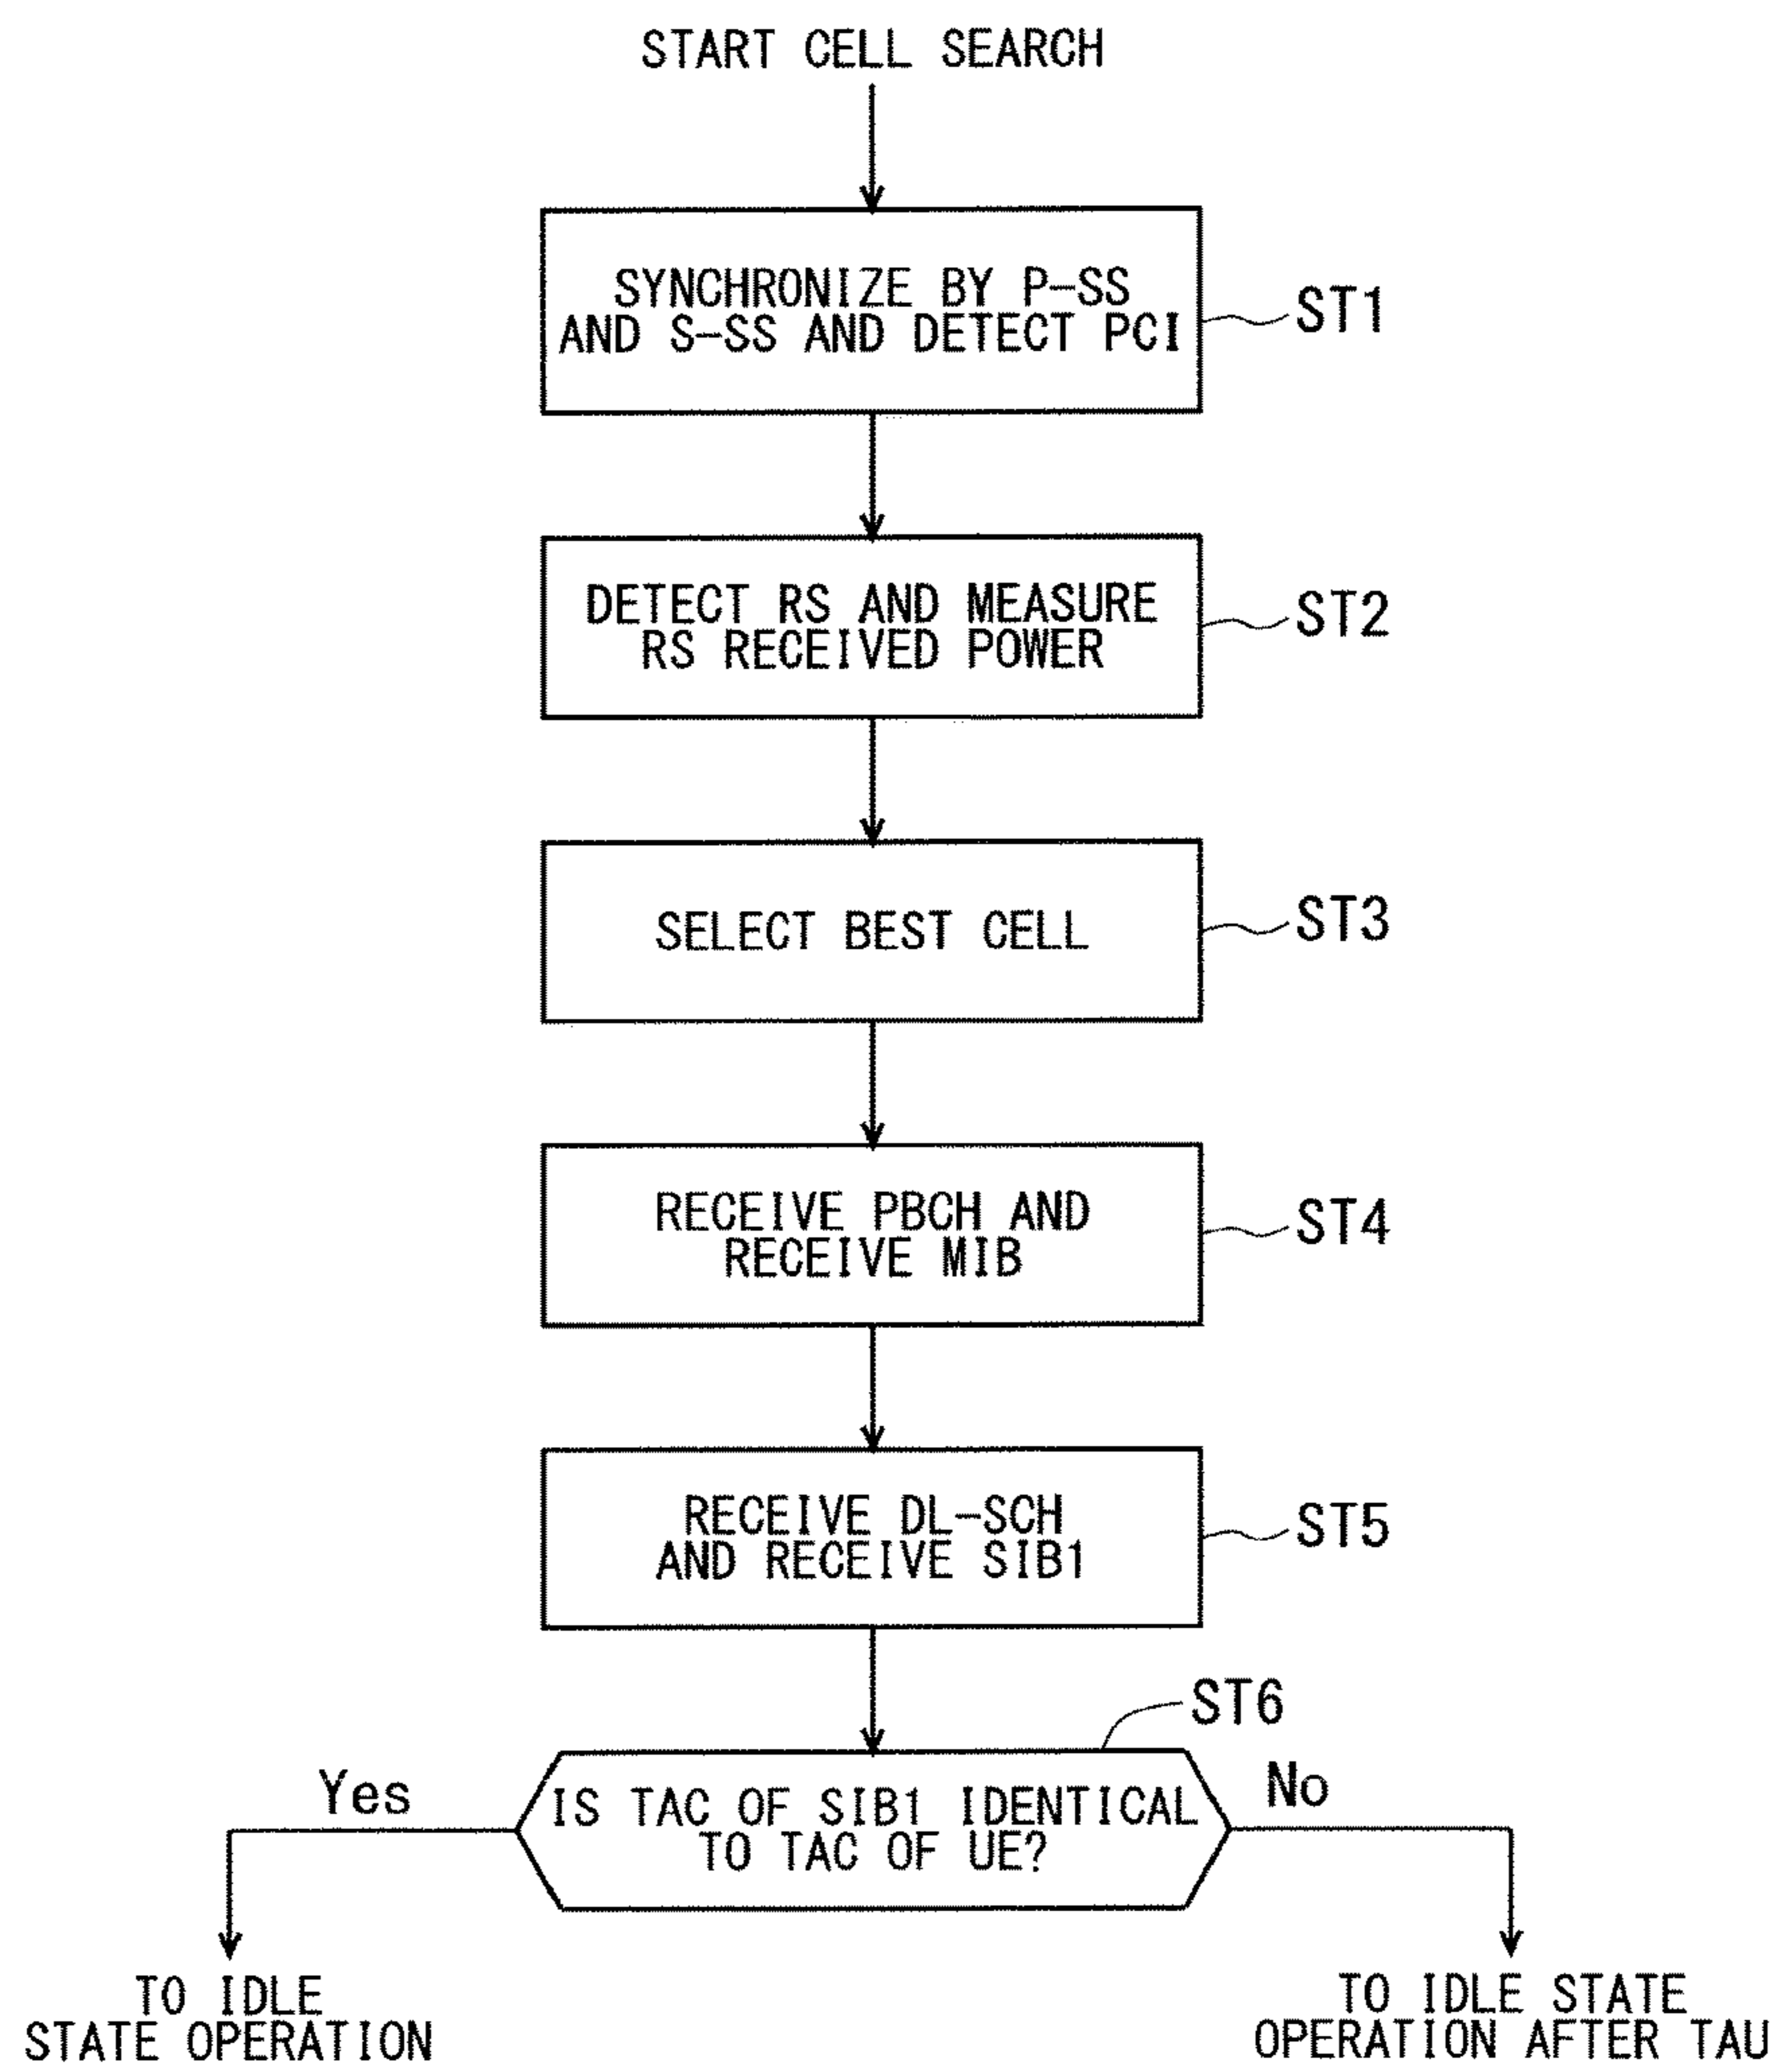 START CELL SEARCH
SYNCHRONIZE BY P-SS
AND S-SS AND DETECT PCI
ST1
DETECT RS AND MEASURE
RS RECEIVED POWER
ST2
SELECT BEST CELL
ST3
RECEIVE PBCH AND
RECEIVE MIB
ST4
RECEIVE DL-SCH
AND RECEIVE SIB1
ST5
ST6
IS TAC OF SIB1 IDENTICAL
TO TAC OF UE?
Yes
No
TO IDLE
STATE OPERATION
TO IDLE STATE
OPERATION AFTER TAU